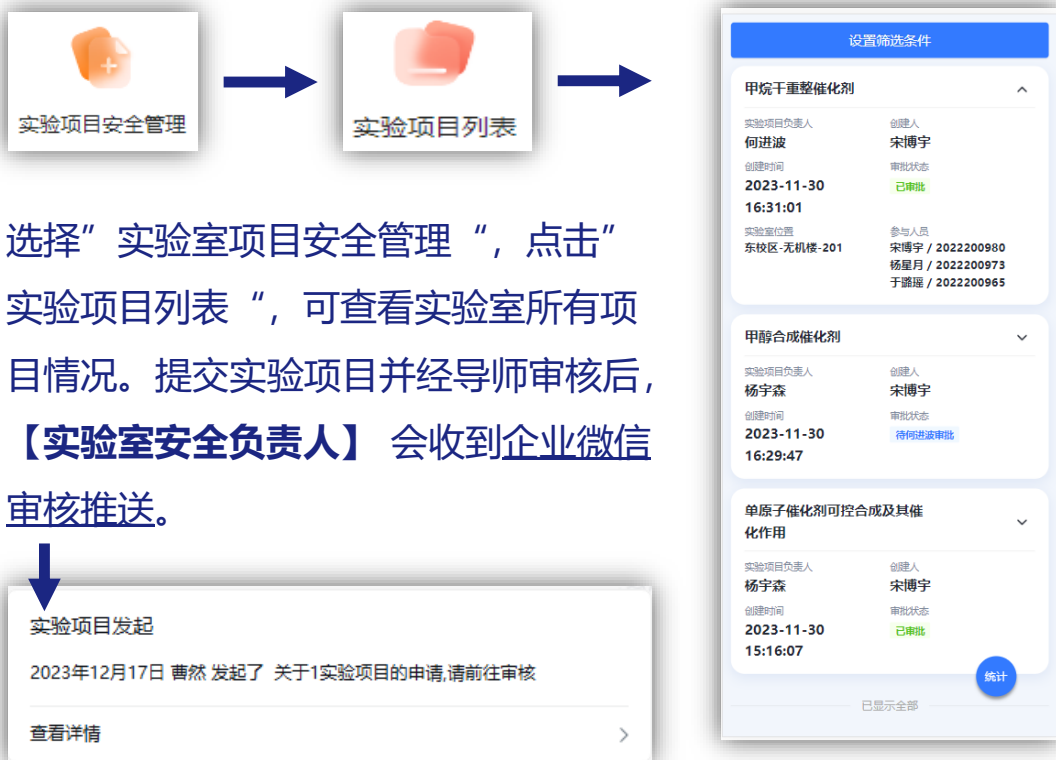 实验项目安全管理
实验项目列表
选择”实验室项目安全管理“，点击”
实验项目列表“，可查看实验室所有项
目情况。提交实验项目并经导师审核后，
【实验室安全负责人】 会收到企业微信
审核推送。
实验项目发起
2023年12月17日 曹然 发起了 关于1实验项目的申请,请前往审核
查看详情
设置筛选条件
甲烷干重整催化剂
实验项目负责人 创建人
何进波 宋博宇
创建时间 审批状态
2023-11-30 已审批
16:31:01
实验室位置 参与人员
东校区-无机楼-201 宋博宇 / 2022200980
杨星月 / 2022200973
于璐瑶 / 2022200965
甲醇合成催化剂
实验项目负责人 创建人
杨宇森 宋博宇
创建时间 审批状态
2023-11-30 待何进波审批
16:29:47
单原子催化剂可控合成及其催
化作用
实验项目负责人 创建人
杨宇森 宋博宇
创建时间 审批状态
2023-11-30 已审批
15:16:07
统计
已显示全部